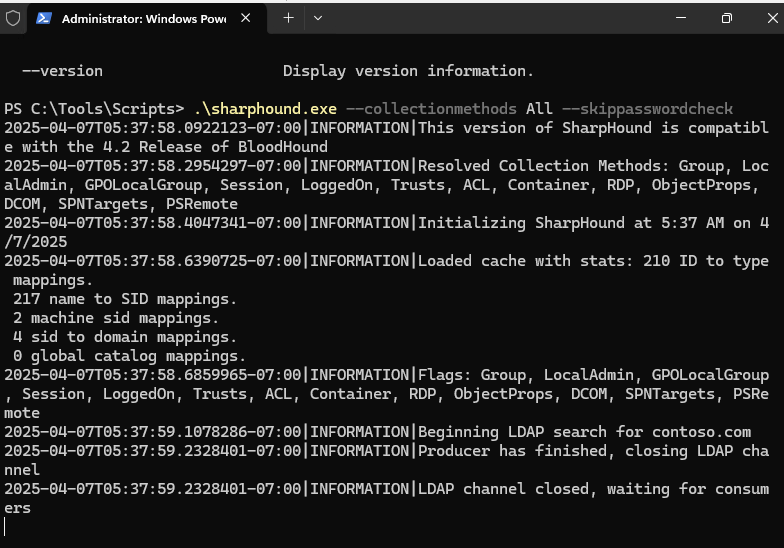 Administrator: Windows Powe
--version                    Display version information.
PS C:\Tools\Scripts> .\sharphound.exe --collectionmethods All --skippasswordcheck
2025-04-07T05:37:58.0922123-07:00|INFORMATION|This version of SharpHound is compatibl
e with the 4.2 Release of BloodHound
2025-04-07T05:37:58.2954297-07:00|INFORMATION|Resolved Collection Methods: Group, Loc
alAdmin, GPOLocalGroup, Session, LoggedOn, Trusts, ACL, Container, RDP, ObjectProps,
DCOM, SPNTargets, PSRemote
2025-04-07T05:37:58.4047341-07:00|INFORMATION|Initializing SharpHound at 5:37 AM on 4
/7/2025
2025-04-07T05:37:58.6390725-07:00|INFORMATION|Loaded cache with stats: 210 ID to type
 mappings.
 217 name to SID mappings.
 2 machine sid mappings.
 4 sid to domain mappings.
 0 global catalog mappings.
2025-04-07T05:37:58.6859965-07:00|INFORMATION|Flags: Group, LocalAdmin, GPOLocalGroup
, Session, LoggedOn, Trusts, ACL, Container, RDP, ObjectProps, DCOM, SPNTargets, PSRe
mote
2025-04-07T05:37:59.1078286-07:00|INFORMATION|Beginning LDAP search for contoso.com
2025-04-07T05:37:59.2328401-07:00|INFORMATION|Producer has finished, closing LDAP cha
nnel
2025-04-07T05:37:59.2328401-07:00|INFORMATION|LDAP channel closed, waiting for consum
ers